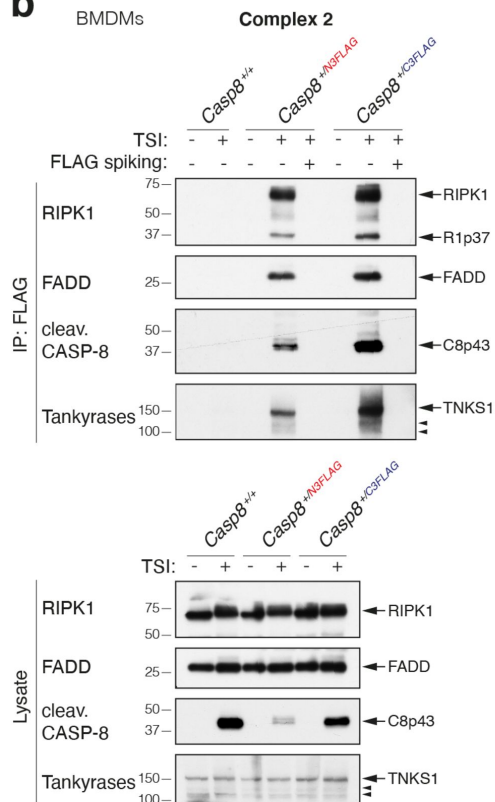 b
BMDMs
Complex 2
Casp8+/+
Casp8+/N3FLAG
Casp8+/C3FLAG
TSI: - + - + + - + +
FLAG spiking: - - - - + - - +
IP: FLAG
RIPK1
75
50
37
RIPK1
R1p37
FADD
25
FADD
cleav.
CASP-8
50
37
C8p43
Tankyrases
150
100
TNKS1
Casp8+/+
Casp8+/N3FLAG
Casp8+/C3FLAG
TSI: - + - + - +
Lysate
RIPK1
75
50
RIPK1
FADD
25
FADD
cleav.
CASP-8
50
37
C8p43
Tankyrases
150
100
TNKS1